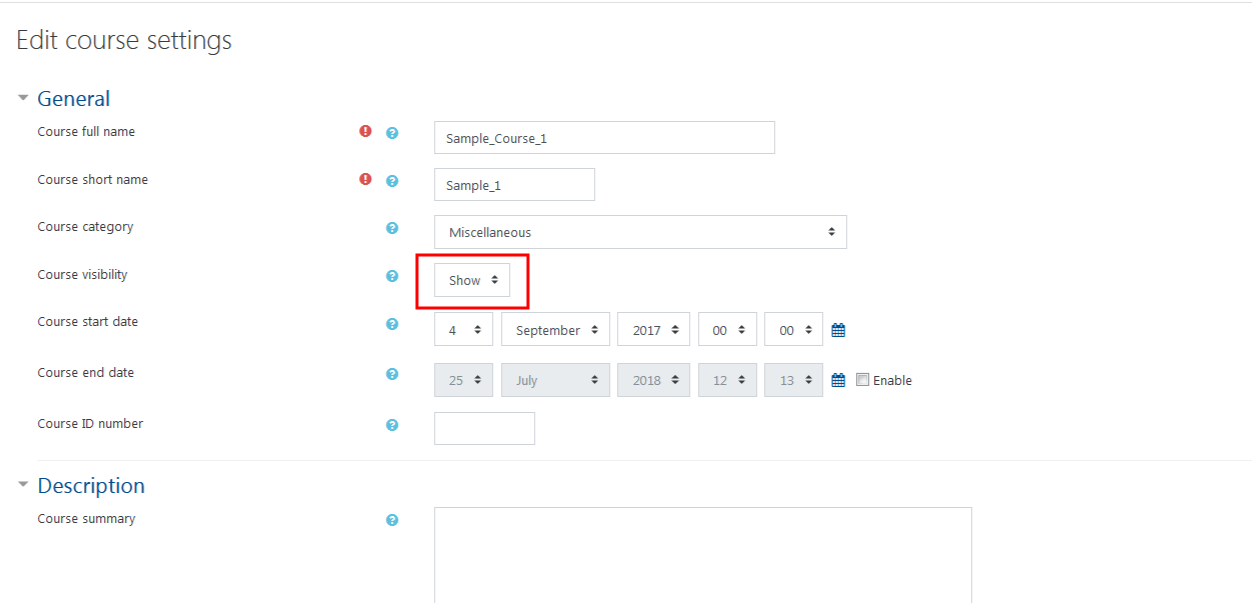 Edit course settings
General
Course full name ! ? Sample_Course_1
Course short name ! ? Sample_1
Course category ? Miscellaneous
Course visibility ? Show
Course start date ? 4 September 2017 00 00
Course end date ? 25 July 2018 12 13 Enable
Course ID number ?
Description
Course summary ?